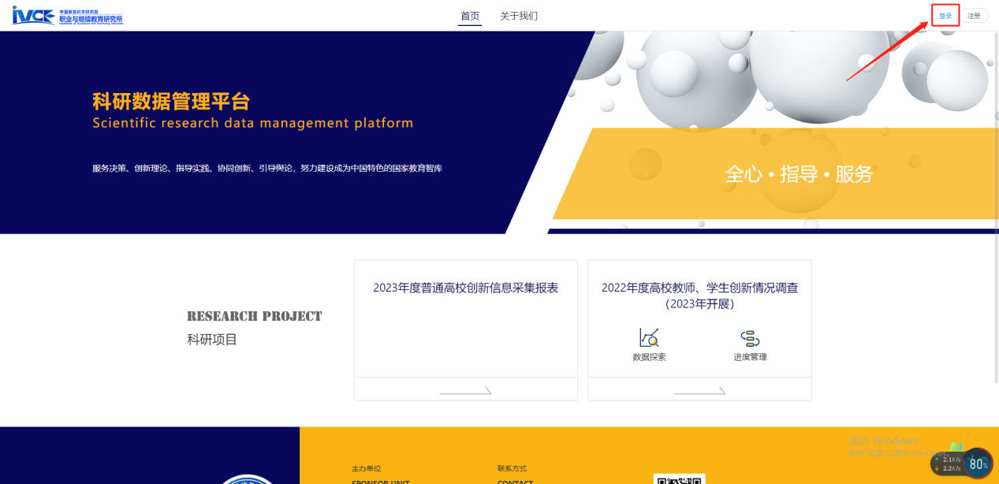 IVCE
中国教育科学研究院
职业与继续教育研究所
首页
关于我们
登录
注册
科研数据管理平台
Scientific research data management platform
服务决策、创新理论、指导实践、协同创新、引导舆论，努力建设成为中国特色的国家教育智库
全心 • 指导 • 服务
RESEARCH PROJECT
科研项目
2023年度普通高校创新信息采集报表
2022年度高校教师、学生创新情况调查
（2023年开展）
数据探索
进度管理
主办单位
SPONSOR UNIT
联系方式
CONTACT
激活 Windows
AI
2.1K/s
2.2K/s
80%